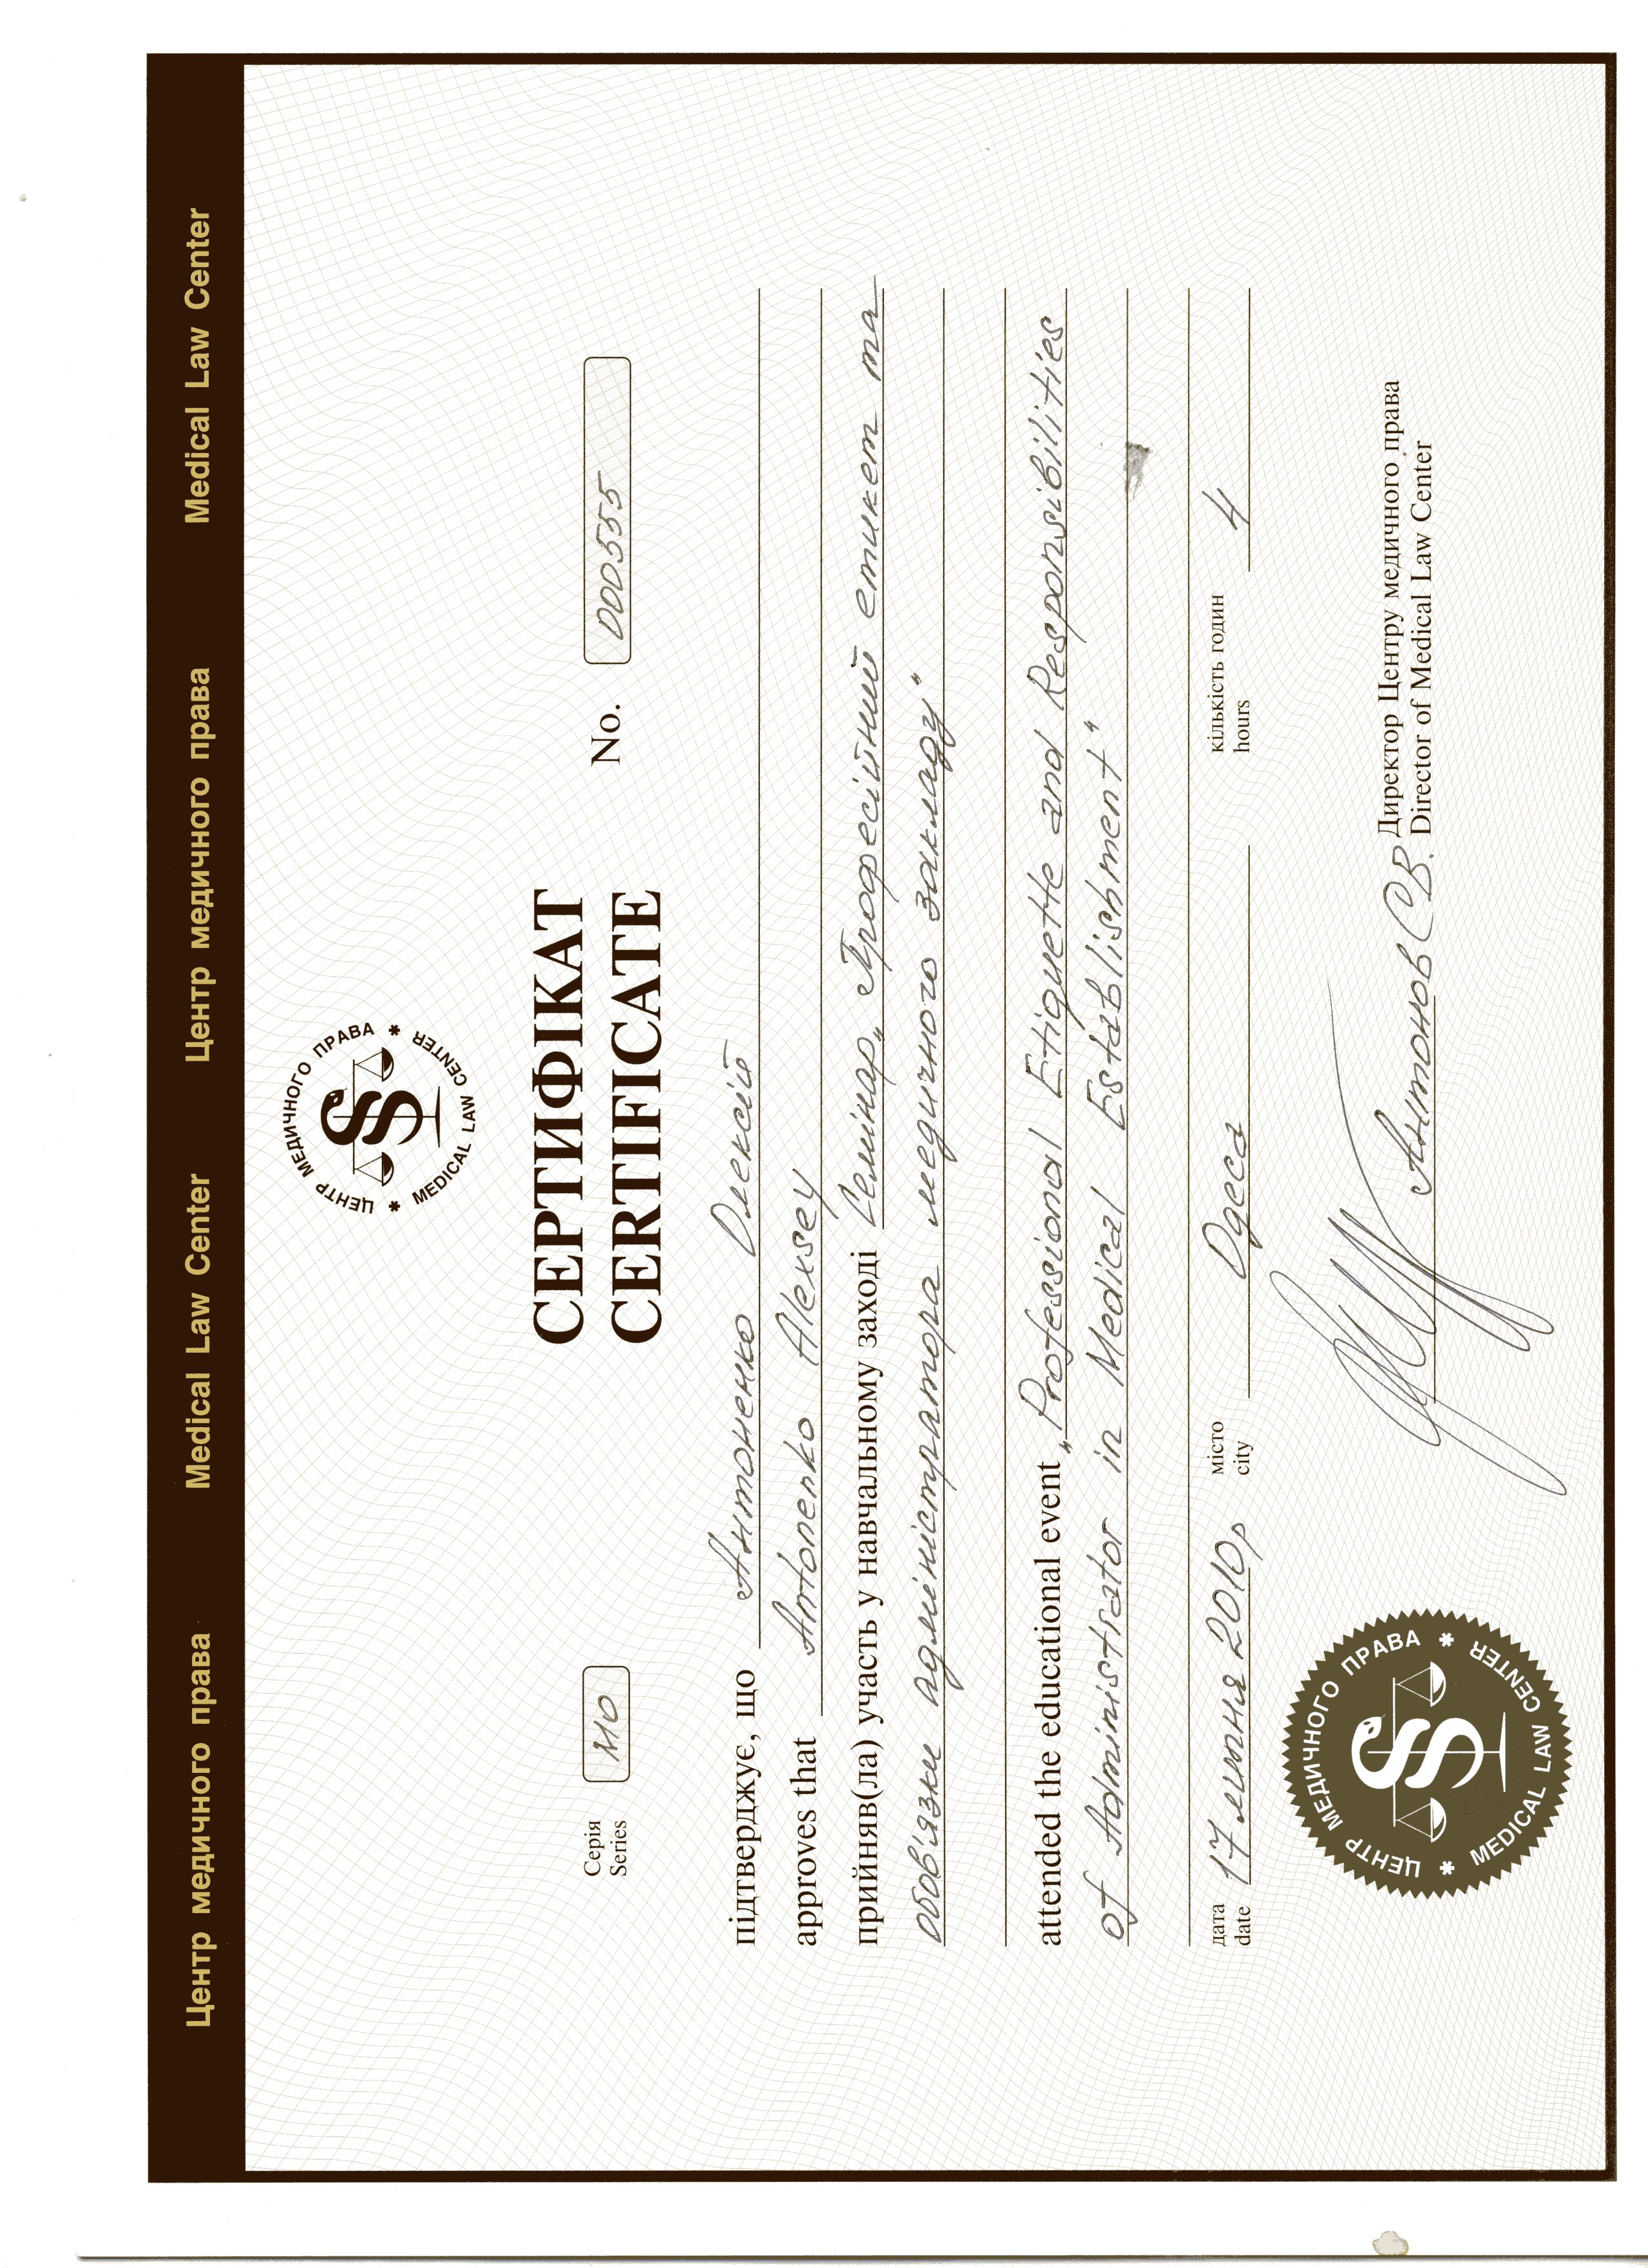 Центр медичного права Medical Law Center Центр медичного права Medical Law Center
ЦЕНТР МЕДИЧНОГО ПРАВА * MEDICAL LAW CENTER *
СЕРТИФІКАТ
CERTIFICATE
Серія
Series
МО
No. 000555
підтверджує, що Антоненко Олексій
approves that Antonenko Alexsey
прийняв(ла) участь у навчальному заході Семінар „Професійний етикет та
обов'язки адміністратора медичного закладу"
attended the educational event „Professional Etiquette and Responsibilities
of Administrator in Medical Establishment"
дата
date
17 липня 2010р
місто
city
Одеса
кількість годин
hours
4
Антонов С.В.
Директор Центру медичного права
Director of Medical Law Center
ЦЕНТР МЕДИЧНОГО ПРАВА * MEDICAL LAW CENTER *